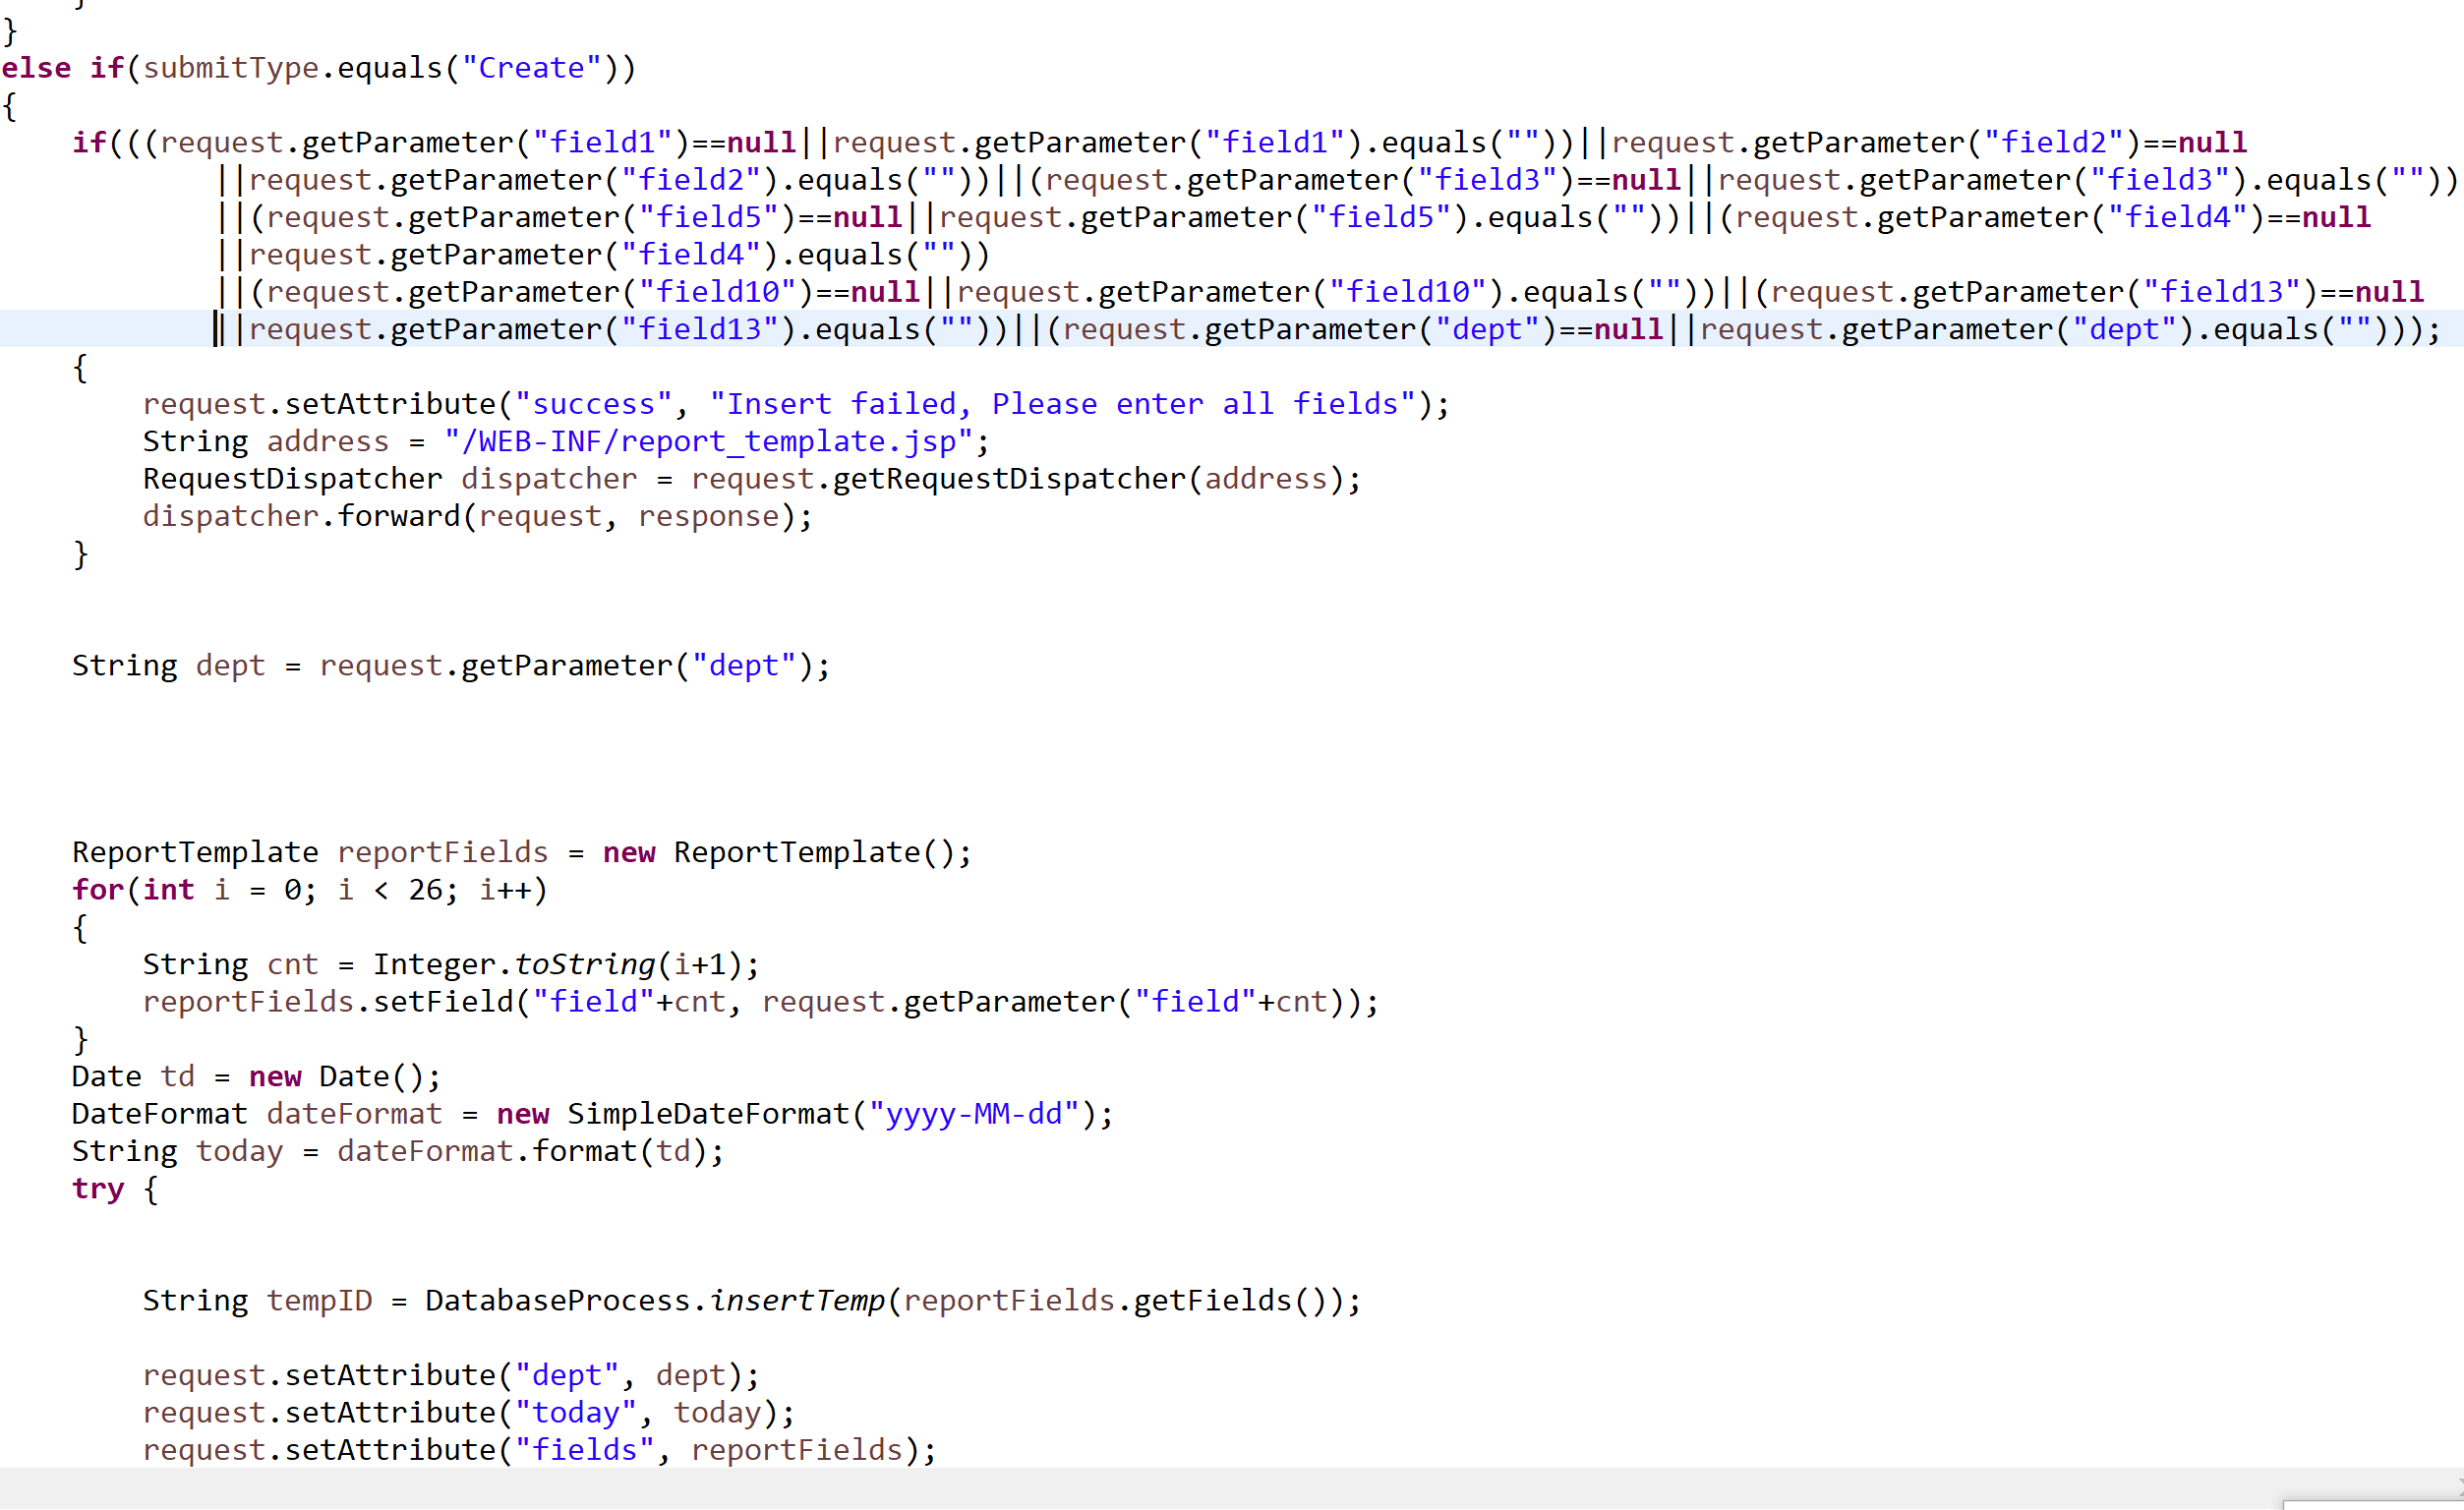 }
}
else if(submitType.equals("Create"))
{
if(((request.getParameter("field1")==null||request.getParameter("field1").equals(""))||request.getParameter("field2")==null
||request.getParameter("field2").equals(""))||(request.getParameter("field3")==null||request.getParameter("field3").equals(""))
||(request.getParameter("field5")==null||request.getParameter("field5").equals(""))||(request.getParameter("field4")==null
||request.getParameter("field4").equals(""))
||(request.getParameter("field10")==null||request.getParameter("field10").equals(""))||(request.getParameter("field13")==null
||request.getParameter("field13").equals(""))||(request.getParameter("dept")==null||request.getParameter("dept").equals("")));
{
request.setAttribute("success", "Insert failed, Please enter all fields");
String address = "/WEB-INF/report_template.jsp";
RequestDispatcher dispatcher = request.getRequestDispatcher(address);
dispatcher.forward(request, response);
}
String dept = request.getParameter("dept");
ReportTemplate reportFields = new ReportTemplate();
for(int i = 0; i < 26; i++)
{
String cnt = Integer.toString(i+1);
reportFields.setField("field"+cnt, request.getParameter("field"+cnt));
}
Date td = new Date();
DateFormat dateFormat = new SimpleDateFormat("yyyy-MM-dd");
String today = dateFormat.format(td);
try {
String tempID = DatabaseProcess.insertTemp(reportFields.getFields());
request.setAttribute("dept", dept);
request.setAttribute("today", today);
request.setAttribute("fields", reportFields);